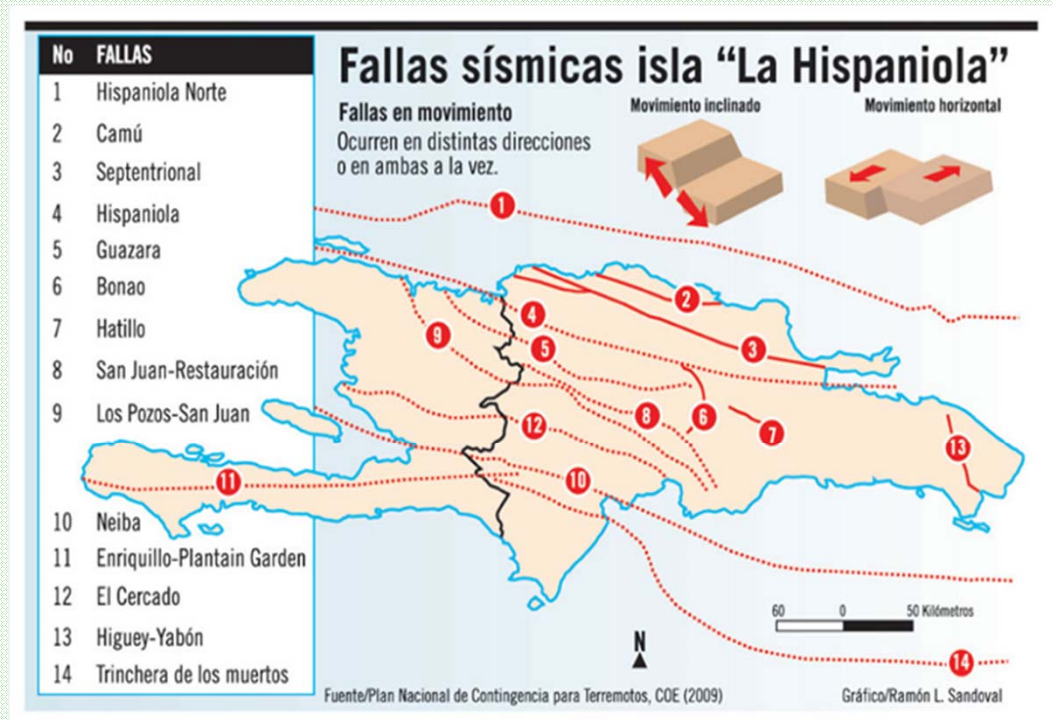 Fallas sísmicas isla “La Hispaniola”
No FALLAS
1 Hispaniola Norte
2 Camú
3 Septentrional
4 Hispaniola
5 Guazara
6 Bonao
7 Hatillo
8 San Juan-Restauración
9 Los Pozos-San Juan
10 Neiba
11 Enriquillo-Plantain Garden
12 El Cercado
13 Higuey-Yabón
14 Trinchera de los muertos
Fallas en movimiento
Ocurren en distintas direcciones
o en ambas a la vez.
Movimiento inclinado
Movimiento horizontal
1
2
4
3
9
5
8
6
7
12
13
11
10
14
60 0 50 Kilómetros
N
Fuente/Plan Nacional de Contingencia para Terremotos, COE (2009)
Gráfico/Ramón L. Sandoval